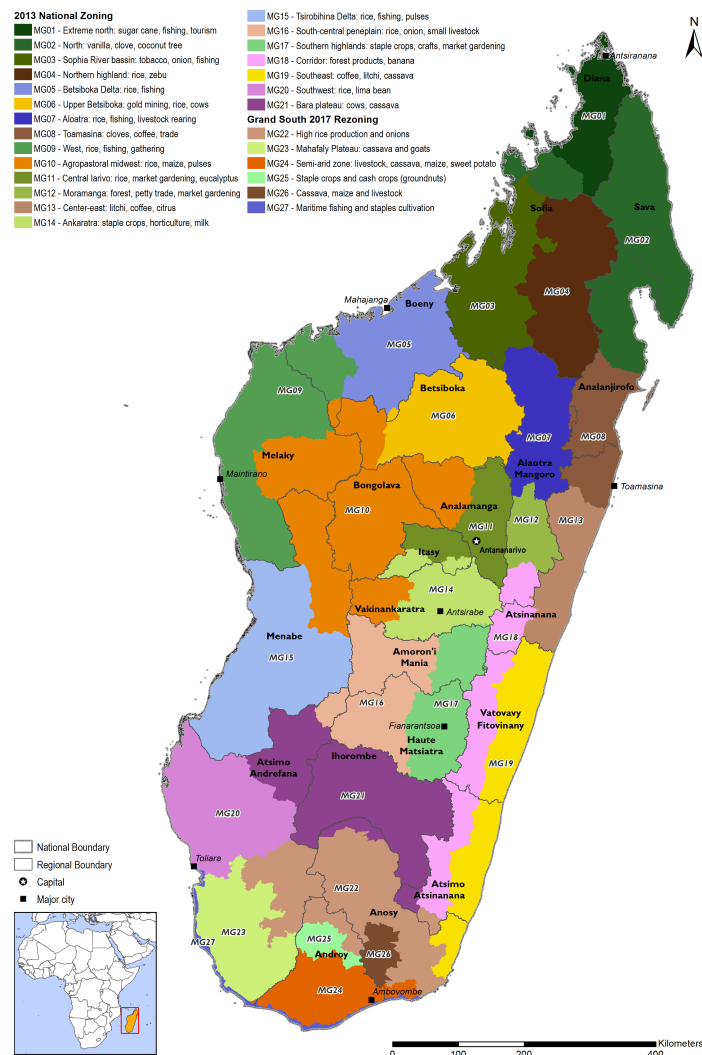 2013 National Zoning
MG01 - Extreme north: sugar cane, fishing, tourism
MG02 - North: vanilla, clove, coconut tree
MG03 - Sophia River bassin: tobacco, onion, fishing
MG04 - Northern highland: rice, zebu
MG05 - Betsiboka Delta: rice, fishing
MG06 - Upper Betsiboka: gold mining, rice, cows
MG07 - Aloatra: rice, fishing, livestock rearing
MG08 - Toamasina: cloves, coffee, trade
MG09 - West, rice, fishing, gathering
MG10 - Agropastoral midwest: rice, maize, pulses
MG11 - Central larivo: rice, market gardening, eucalyptus
MG12 - Moramanga: forest, petty trade, market gardening
MG13 - Center-east: litchi, coffee, citrus
MG14 - Ankaratra: staple crops, horticulture, milk
MG15 - Tsirobihina Delta: rice, fishing, pulses
MG16 - South-central peneplain: rice, onion, small livestock
MG17 - Southern highlands: staple crops, crafts, market gardening
MG18 - Corridor: forest products, banana
MG19 - Southeast: coffee, litchi, cassava
MG20 - Southwest: rice, lima bean
MG21 - Bara plateau: cows, cassava
Grand South 2017 Rezoning
MG22 - High rice production and onions
MG23 - Mahafaly Plateau: cassava and goats
MG24 - Semi-arid zone: livestock, cassava, maize, sweet potato
MG25 - Staple crops and cash crops (groundnuts)
MG26 - Cassava, maize and livestock
MG27 - Maritime fishing and staples cultivation
N
Antsiranana
Diana
MG01
Sofia
Sava
MG02
MG04
Mahajanga
Boeny
MG03
MG05
MG09
Betsiboka
Analanjirofo
MG06
MG07
MG08
Melaky
Alaotra
Mangoro
Maintirano
Bongolava
Toamasina
MG10
Analamanga
MG11
MG12
MG13
Itasy
Antananarivo
MG14
Vakinankaratra
Antsirabe
Atsinanana
Menabe
MG18
MG15
Amoron'i
Mania
MG16
MG17
Vatovavy
Fitovinany
Fianarantsoa
Haute
Matsiatra
Ihorombe
Atsimo
Andrefana
MG19
MG21
MG20
National Boundary
Regional Boundary
Capital
Major city
Toliara
MG22
Atsimo
Atsinanana
Anosy
MG23
MG27
MG25
MG26
Androy
MG24
Ambovombe
Kilometers
0
100
200
400